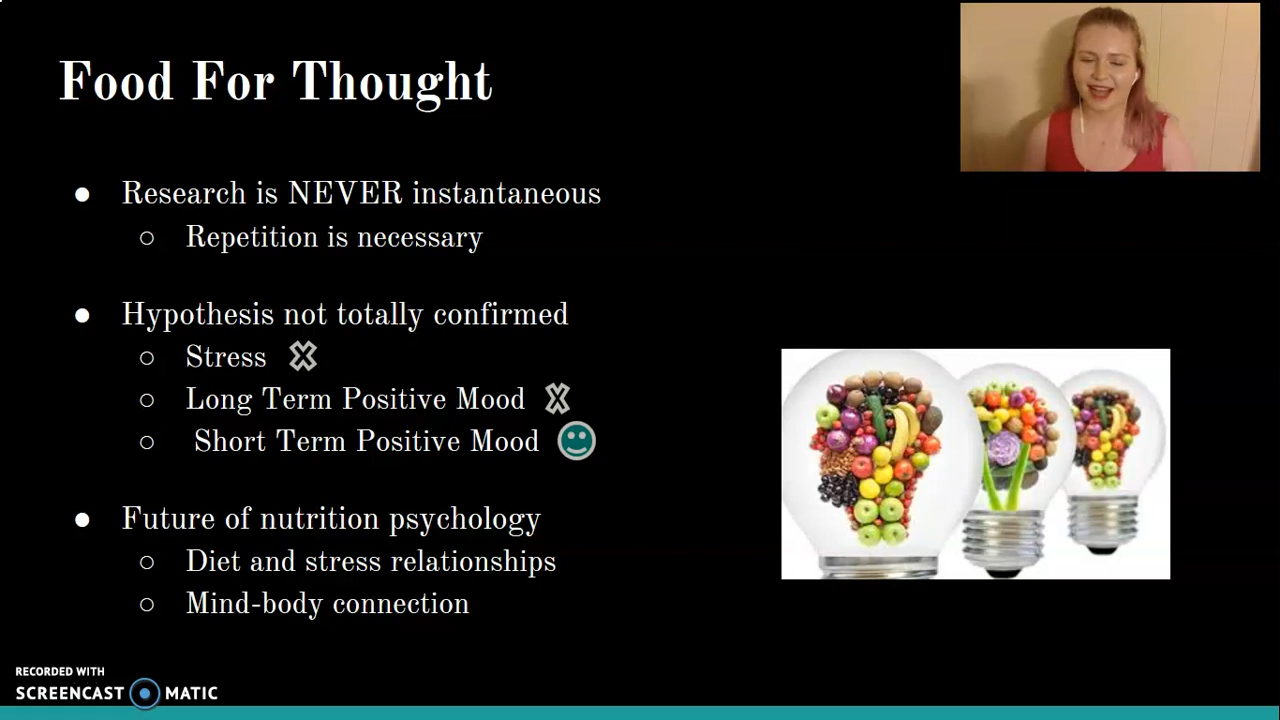 Food For Thought
● Research is NEVER instantaneous
○ Repetition is necessary
● Hypothesis not totally confirmed
○ Stress
○ Long Term Positive Mood
○ Short Term Positive Mood
● Future of nutrition psychology
○ Diet and stress relationships
○ Mind-body connection
RECORDED WITH
SCREENCAST MATIC